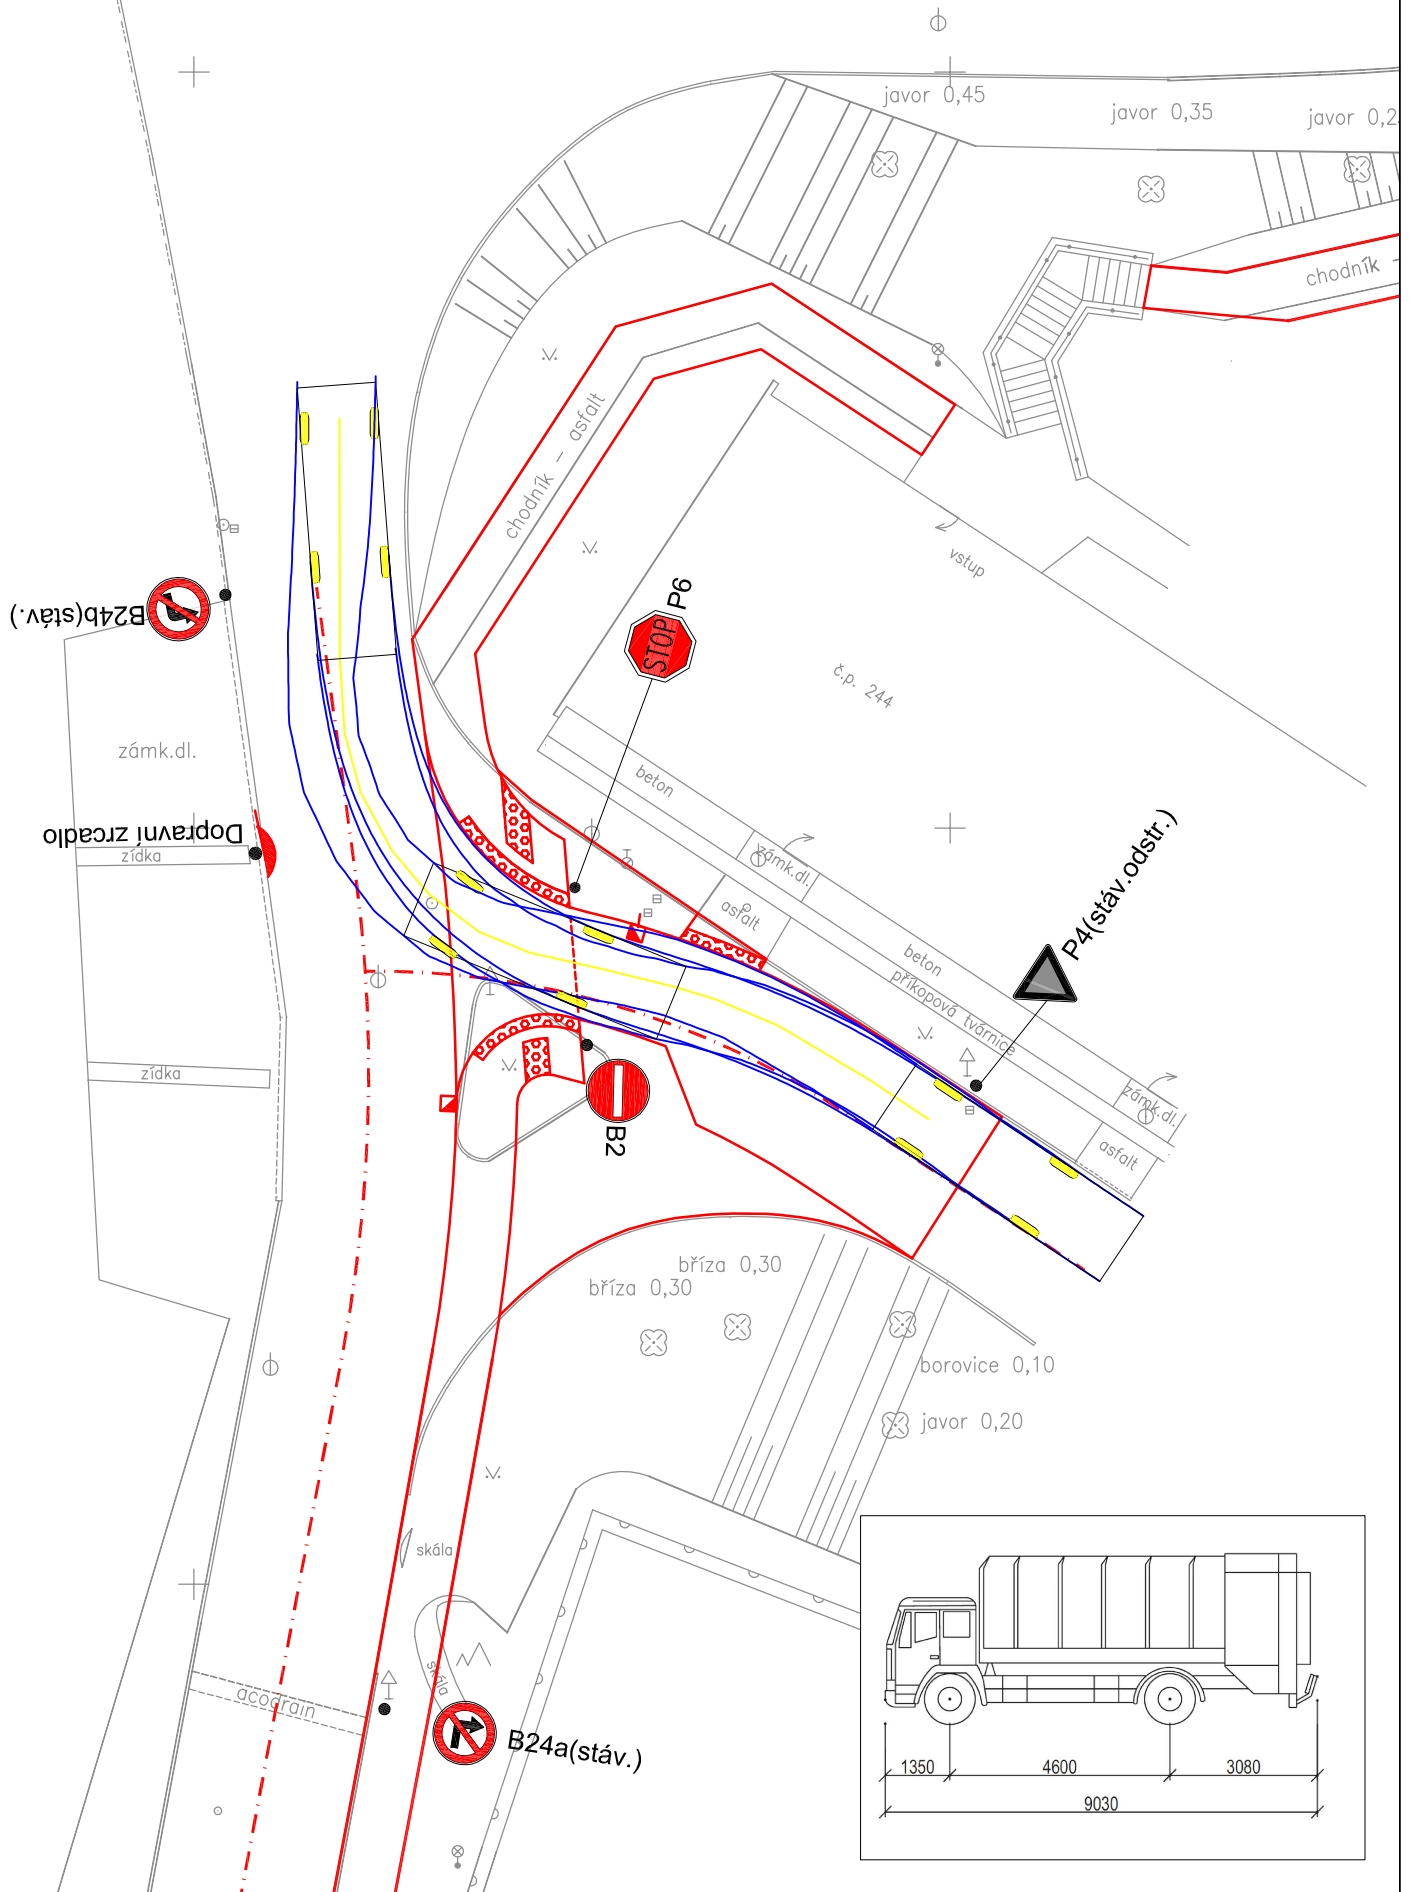 javor 0,45
javor 0,35
javor 0,2
chodník -
chodník - asfalt
vstup
B24b(stáv.)
STOP
P6
č.p. 244
zámk.dl.
beton
Dopravní zrcadlo
zídka
zámk.dl.
asfalt
beton
příkopová tvárnice
P4(stáv.odstr.)
zídka
zámk.dl.
asfalt
B2
bříza 0,30
bříza 0,30
borovice 0,10
javor 0,20
skála
skála
acodrain
B24a(stáv.)
1350
4600
3080
9030